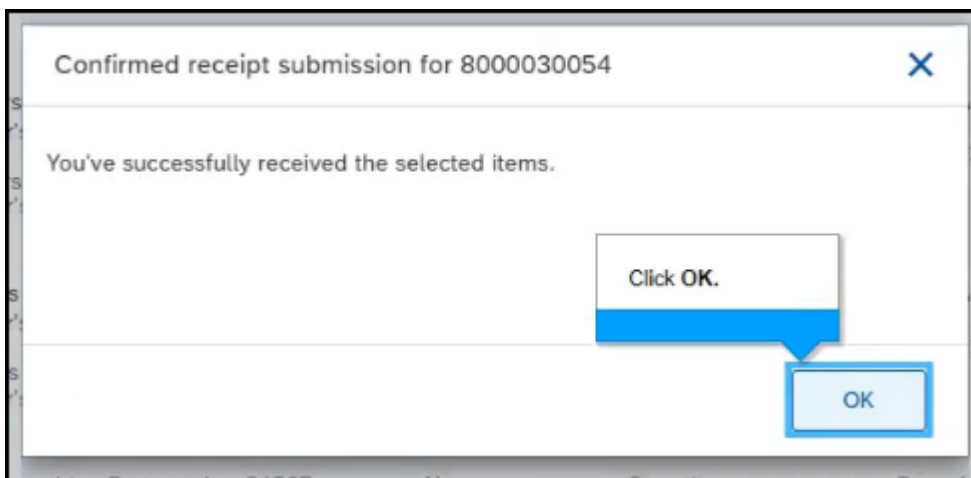 Confirmed receipt submission for 8000030054
You've successfully received the selected items.
Click OK.
OK